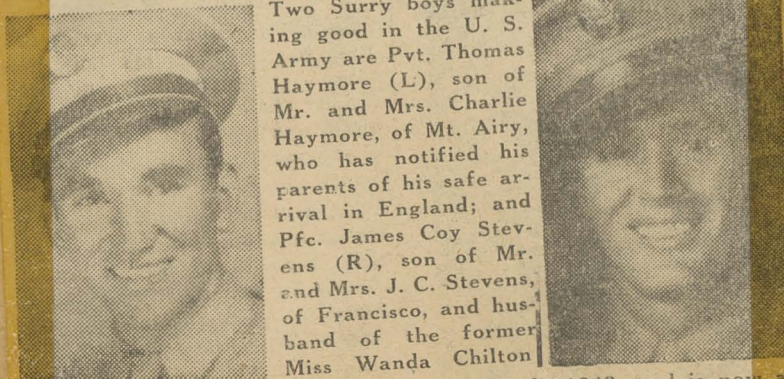 Two Surry boys mak-
ing good in the U. S.
Army are Pvt. Thomas
Haymore (L), son of
Mr. and Mrs. Charlie
Haymore, of Mt. Airy,
who has notified his
parents of his safe ar-
rival in England; and
Pfc. James Coy Stev-
ens (R), son of Mr.
and Mrs. J. C. Stevens,
of Francisco, and hus-
band of the former
Miss Wanda Chilton